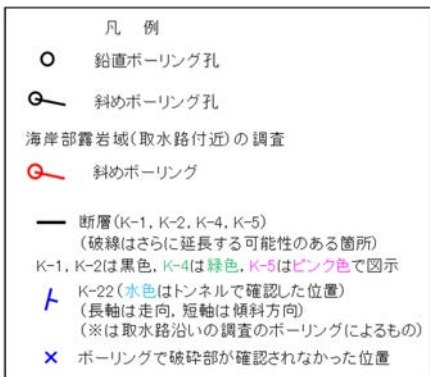 凡 例
鉛直ボーリング孔
斜めボーリング孔
海岸部露岩域(取水路付近)の調査
斜めボーリング
断層(K-1, K-2, K-4, K-5)
(破線はさらに延長する可能性のある箇所)
K-1, K-2は黒色, K-4は緑色, K-5はピンク色で図示
K-22(水色はトンネルで確認した位置)
(長軸は走向, 短軸は傾斜方向)
(※は取水路沿いの調査のボーリングによるもの)
ボーリングで破砕部が確認されなかった位置